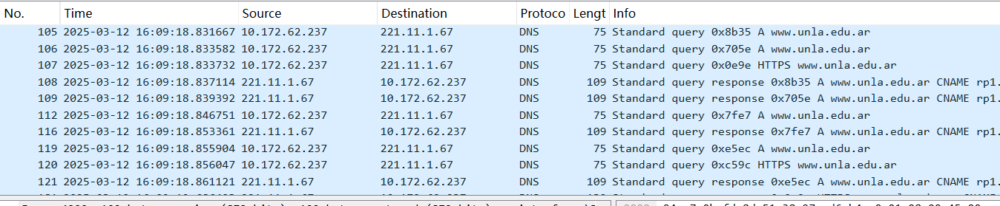 No. Time Source Destination Protoco Lengt Info
105 2025-03-12 16:09:18.831667 10.172.62.237 221.11.1.67 DNS 75 Standard query 0x8b35 A www.unla.edu.ar
106 2025-03-12 16:09:18.833582 10.172.62.237 221.11.1.67 DNS 75 Standard query 0x705e A www.unla.edu.ar
107 2025-03-12 16:09:18.833732 10.172.62.237 221.11.1.67 DNS 75 Standard query 0x0e9e HTTPS www.unla.edu.ar
108 2025-03-12 16:09:18.837114 221.11.1.67 10.172.62.237 DNS 109 Standard query response 0x8b35 A www.unla.edu.ar CNAME rp1.
109 2025-03-12 16:09:18.839392 221.11.1.67 10.172.62.237 DNS 109 Standard query response 0x705e A www.unla.edu.ar CNAME rp1.
112 2025-03-12 16:09:18.846751 10.172.62.237 221.11.1.67 DNS 75 Standard query 0x7fe7 A www.unla.edu.ar
116 2025-03-12 16:09:18.853361 221.11.1.67 10.172.62.237 DNS 109 Standard query response 0x7fe7 A www.unla.edu.ar CNAME rp1.
119 2025-03-12 16:09:18.855904 10.172.62.237 221.11.1.67 DNS 75 Standard query 0xe5ec A www.unla.edu.ar
120 2025-03-12 16:09:18.856047 10.172.62.237 221.11.1.67 DNS 75 Standard query 0xc59c HTTPS www.unla.edu.ar
121 2025-03-12 16:09:18.861121 221.11.1.67 10.172.62.237 DNS 109 Standard query response 0xe5ec A www.unla.edu.ar CNAME rp1.